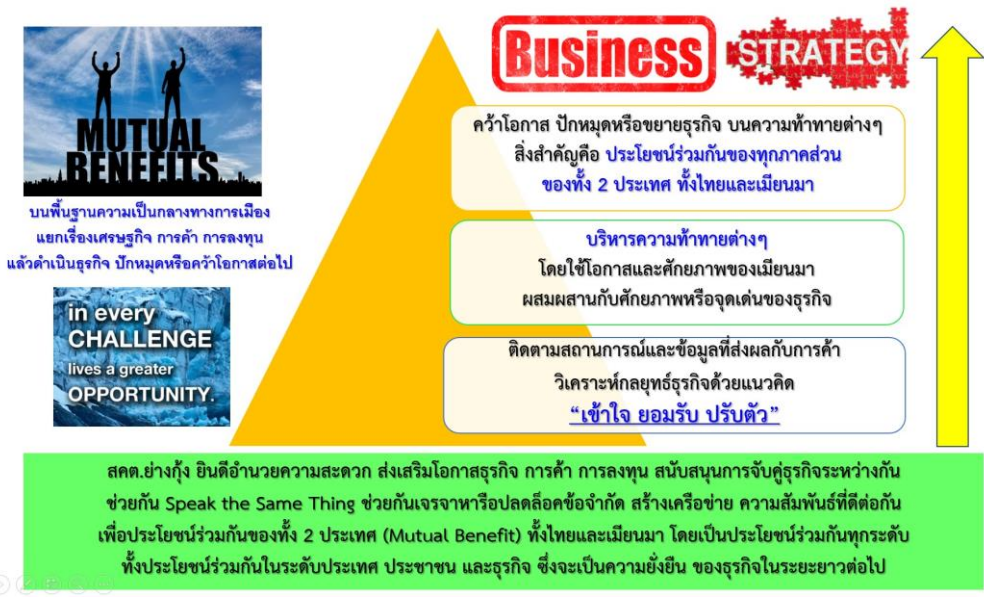 Business STRATEGY
MUTUAL
BENEFITS
บนพื้นฐานความเป็นกลางทางการเมือง
แยกเรื่องเศรษฐกิจ การค้า การลงทุน
แล้วดำเนินธุรกิจ ปักหมุดหรือคว้าโอกาสต่อไป
in every
CHALLENGE
lives a greater
OPPORTUNITY.
คว้าโอกาส ปักหมุดหรือขยายธุรกิจ บนความท้าทายต่างๆ
สิ่งสำคัญคือ ประโยชน์ร่วมกันของทุกภาคส่วน
ของทั้ง 2 ประเทศ ทั้งไทยและเมียนมา
บริหารความท้าทายต่างๆ
โดยใช้โอกาสและศักยภาพของเมียนมา
ผสมผสานกับศักยภาพหรือจุดเด่นของธุรกิจ
ติดตามสถานการณ์และข้อมูลที่ส่งผลกับการค้า
วิเคราะห์กลยุทธ์ธุรกิจด้วยแนวคิด
“เข้าใจ ยอมรับ ปรับตัว”
สคต.ย่างกุ้ง ยินดีอำนวยความสะดวก ส่งเสริมโอกาสธุรกิจ การค้า การลงทุน สนับสนุนการจับคู่ธุรกิจระหว่างกัน
ช่วยกัน Speak the Same Thing ช่วยกันเจรจาหารือปลดล็อคข้อจำกัด สร้างเครือข่าย ความสัมพันธ์ที่ดีต่อกัน
เพื่อประโยชน์ร่วมกันของทั้ง 2 ประเทศ (Mutual Benefit) ทั้งไทยและเมียนมา โดยเป็นประโยชน์ร่วมกันทุกระดับ
ทั้งประโยชน์ร่วมกันในระดับประเทศ ประชาชน และธุรกิจ ซึ่งจะเป็นความยั่งยืน ของธุรกิจในระยะยาวต่อไป